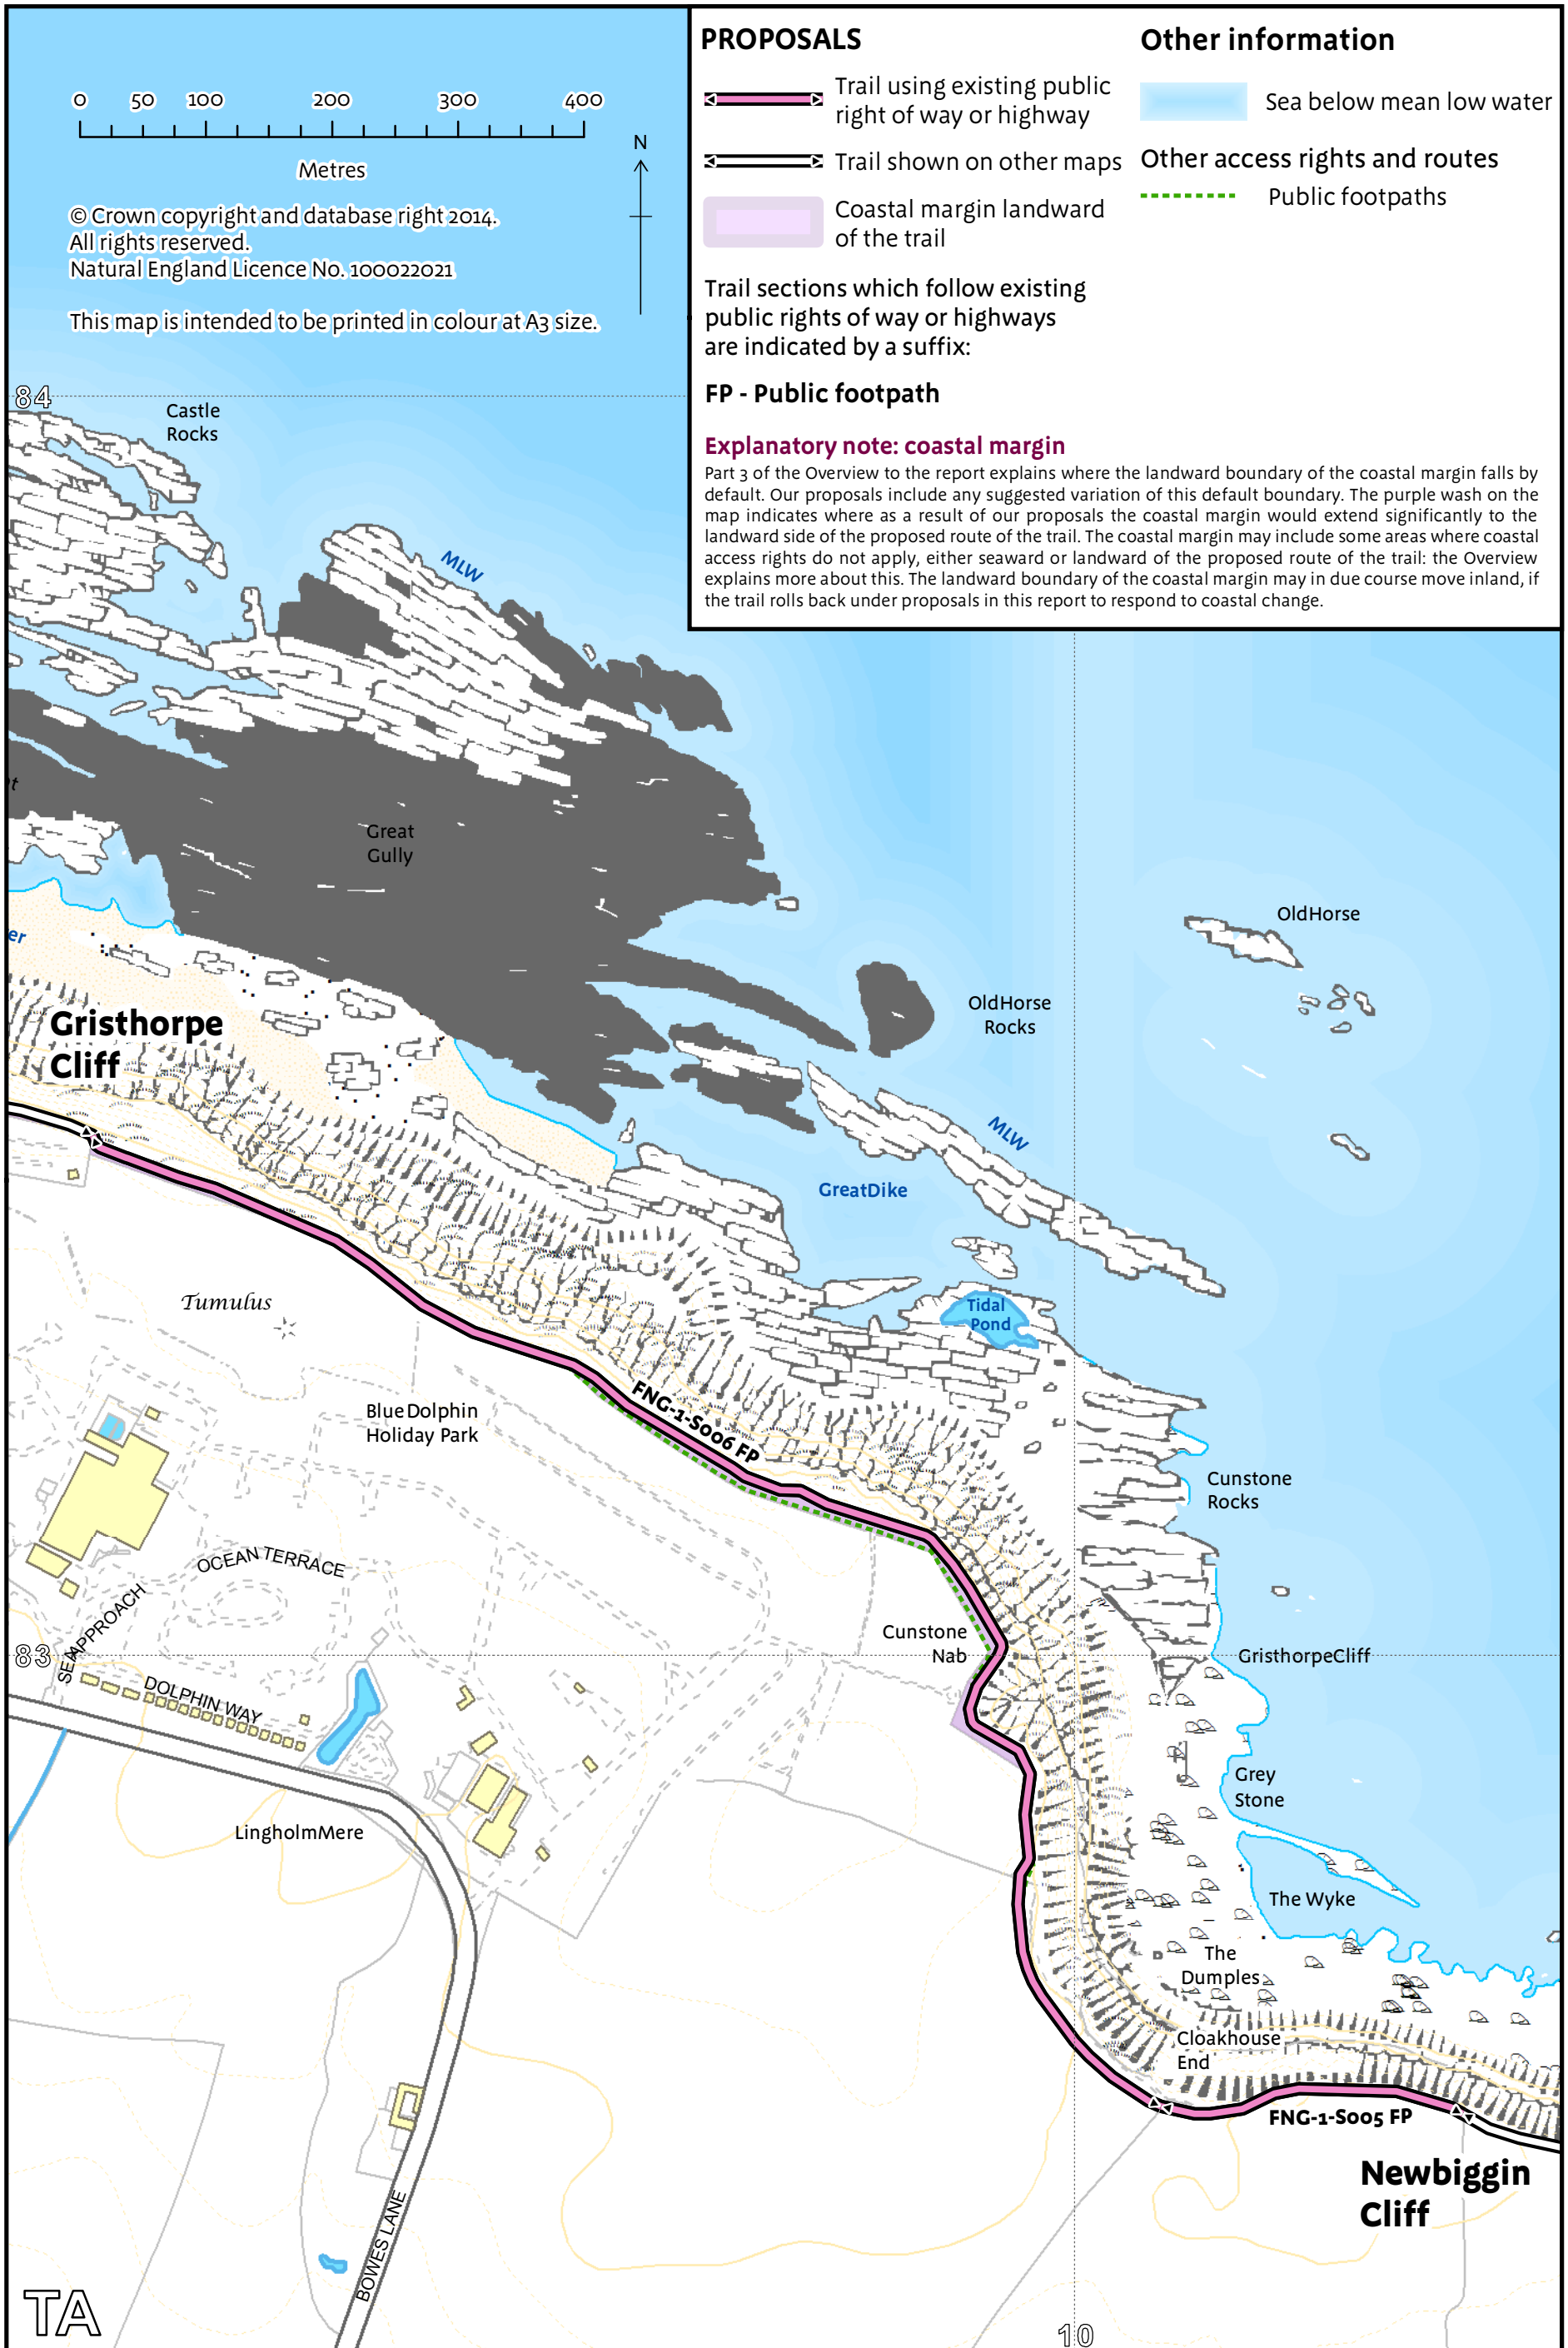 0 50 100 200 300 400
Metres
N
© Crown copyright and database right 2014.
All rights reserved.
Natural England Licence No. 100022021
This map is intended to be printed in colour at A3 size.
PROPOSALS
Trail using existing public
right of way or highway
Trail shown on other maps
Coastal margin landward
of the trail
Trail sections which follow existing
public rights of way or highways
are indicated by a suffix:
FP - Public footpath
Other information
Sea below mean low water
Other access rights and routes
Public footpaths
Explanatory note: coastal margin
Part 3 of the Overview to the report explains where the landward boundary of the coastal margin falls by
default. Our proposals include any suggested variation of this default boundary. The purple wash on the
map indicates where as a result of our proposals the coastal margin would extend significantly to the
landward side of the proposed route of the trail. The coastal margin may include some areas where coastal
access rights do not apply, either seaward or landward of the proposed route of the trail: the Overview
explains more about this. The landward boundary of the coastal margin may in due course move inland, if
the trail rolls back under proposals in this report to respond to coastal change.
84
Castle
Rocks
MLW
Great
Gully
er
OldHorse
OldHorse
Rocks
Gristhorpe
Cliff
MLW
GreatDike
Tumulus
Tidal
Pond
BlueDolphin
Holiday Park
FNG-1-S006 FP
Cunstone
Rocks
OCEAN TERRACE
SEA APPROACH
Cunstone
Nab
83
GristhorpeCliff
DOLPHIN WAY
Grey
Stone
LingholmMere
The Wyke
The
Dumples
Cloakhouse
End
FNG-1-S005 FP
Newbiggin
Cliff
BOWES LANE
TA
10